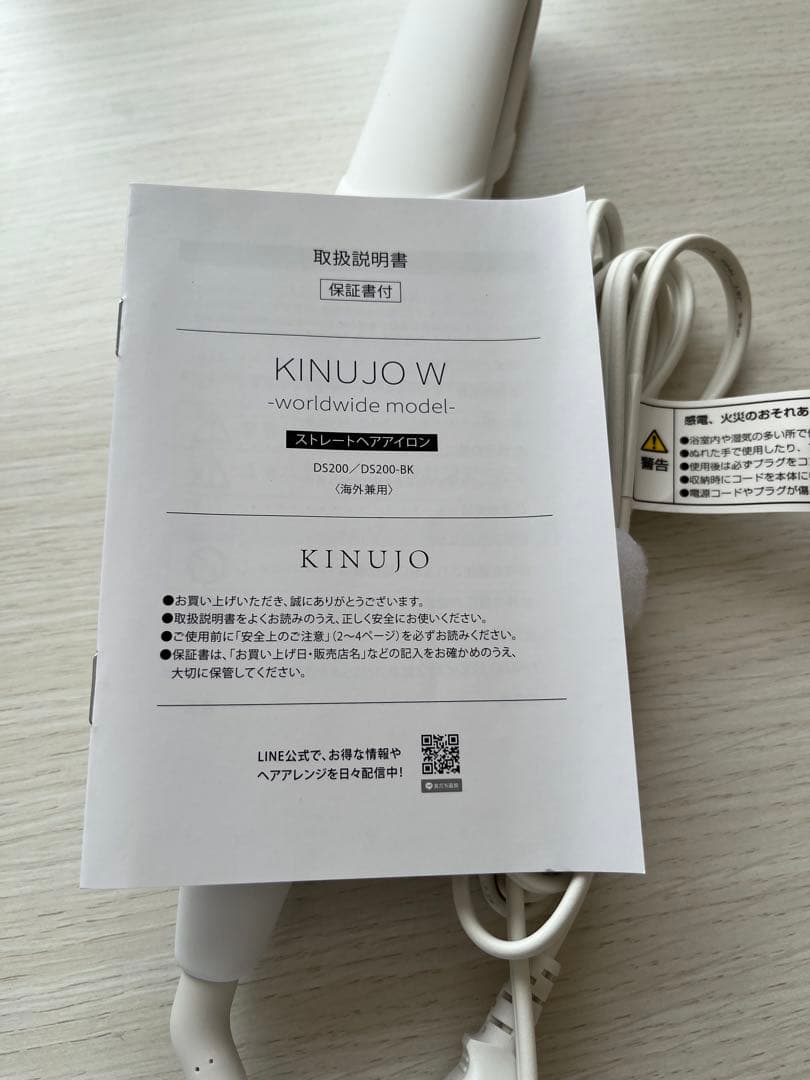 取扱説明書
保証書付
KINUJO W
-worldwide model-
ストレートヘアアイロン
DS200／DS200-BK
〈海外兼用〉
KINUJO
●お買い上げいただき、誠にありがとうございます。
●取扱説明書をよくお読みのうえ、正しく安全にお使いください。
●ご使用前に「安全上のご注意」（2〜4ページ）を必ずお読みください。
●保証書は、「お買い上げ日・販売店名」などの記入をお確かめのうえ、
大切に保管してください。
LINE公式で、お得な情報や
ヘアアレンジを日々配信中！
友だち追加
警告
感電、火災のおそれあ
●浴室内や湿気の多い所で
●ぬれた手で使用したり、
●使用後は必ずプラグをコ
●収納時にコードを本体に
●電源コードやプラグが傷